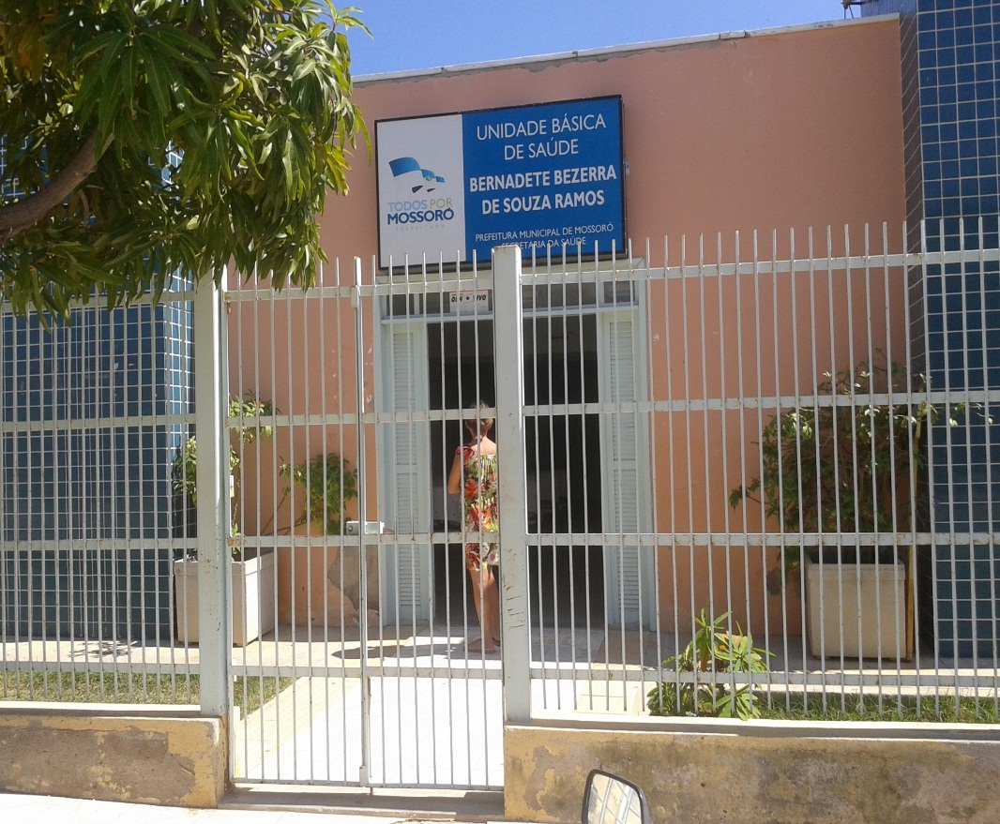 UNIDADE BÁSICA
DE SAÚDE
BERNADETE BEZERRA
DE SOUZA RAMOS
TODOS POR
MOSSORÓ
PREFEITURA
PREFEITURA MUNICIPAL DE MOSSORÓ
SECRETARIA DA SAÚDE